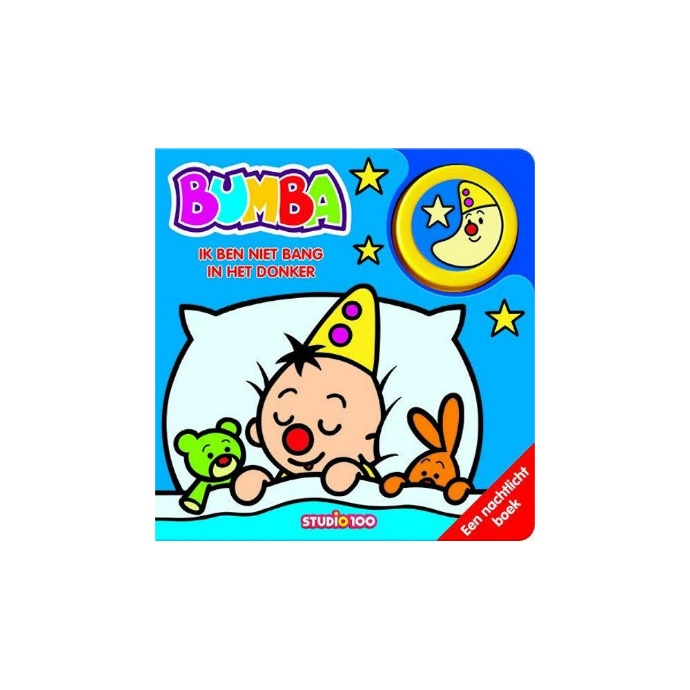 BUMBA
IK BEN NIET BANG
IN HET DONKER
STUDIO 100
Een nachtlicht
boek